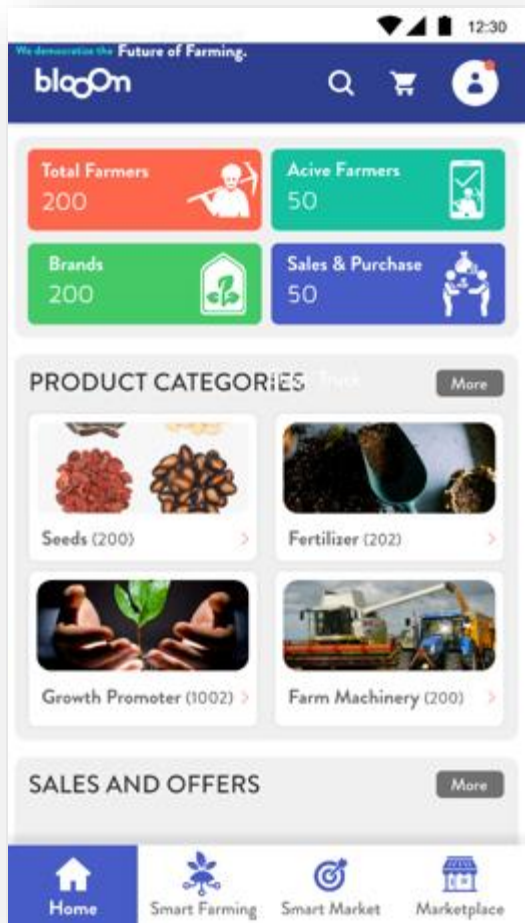 12:30
We democratize the Future of Farming.
blooOn
Total Farmers
200
Acive Farmers
50
Brands
200
Sales & Purchase
50
PRODUCT CATEGORIES
Truck
More
Seeds (200)
Fertilizer (202)
Growth Promoter (1002)
Farm Machinery (200)
SALES AND OFFERS
More
Home
Smart Farming
Smart Market
Marketplace